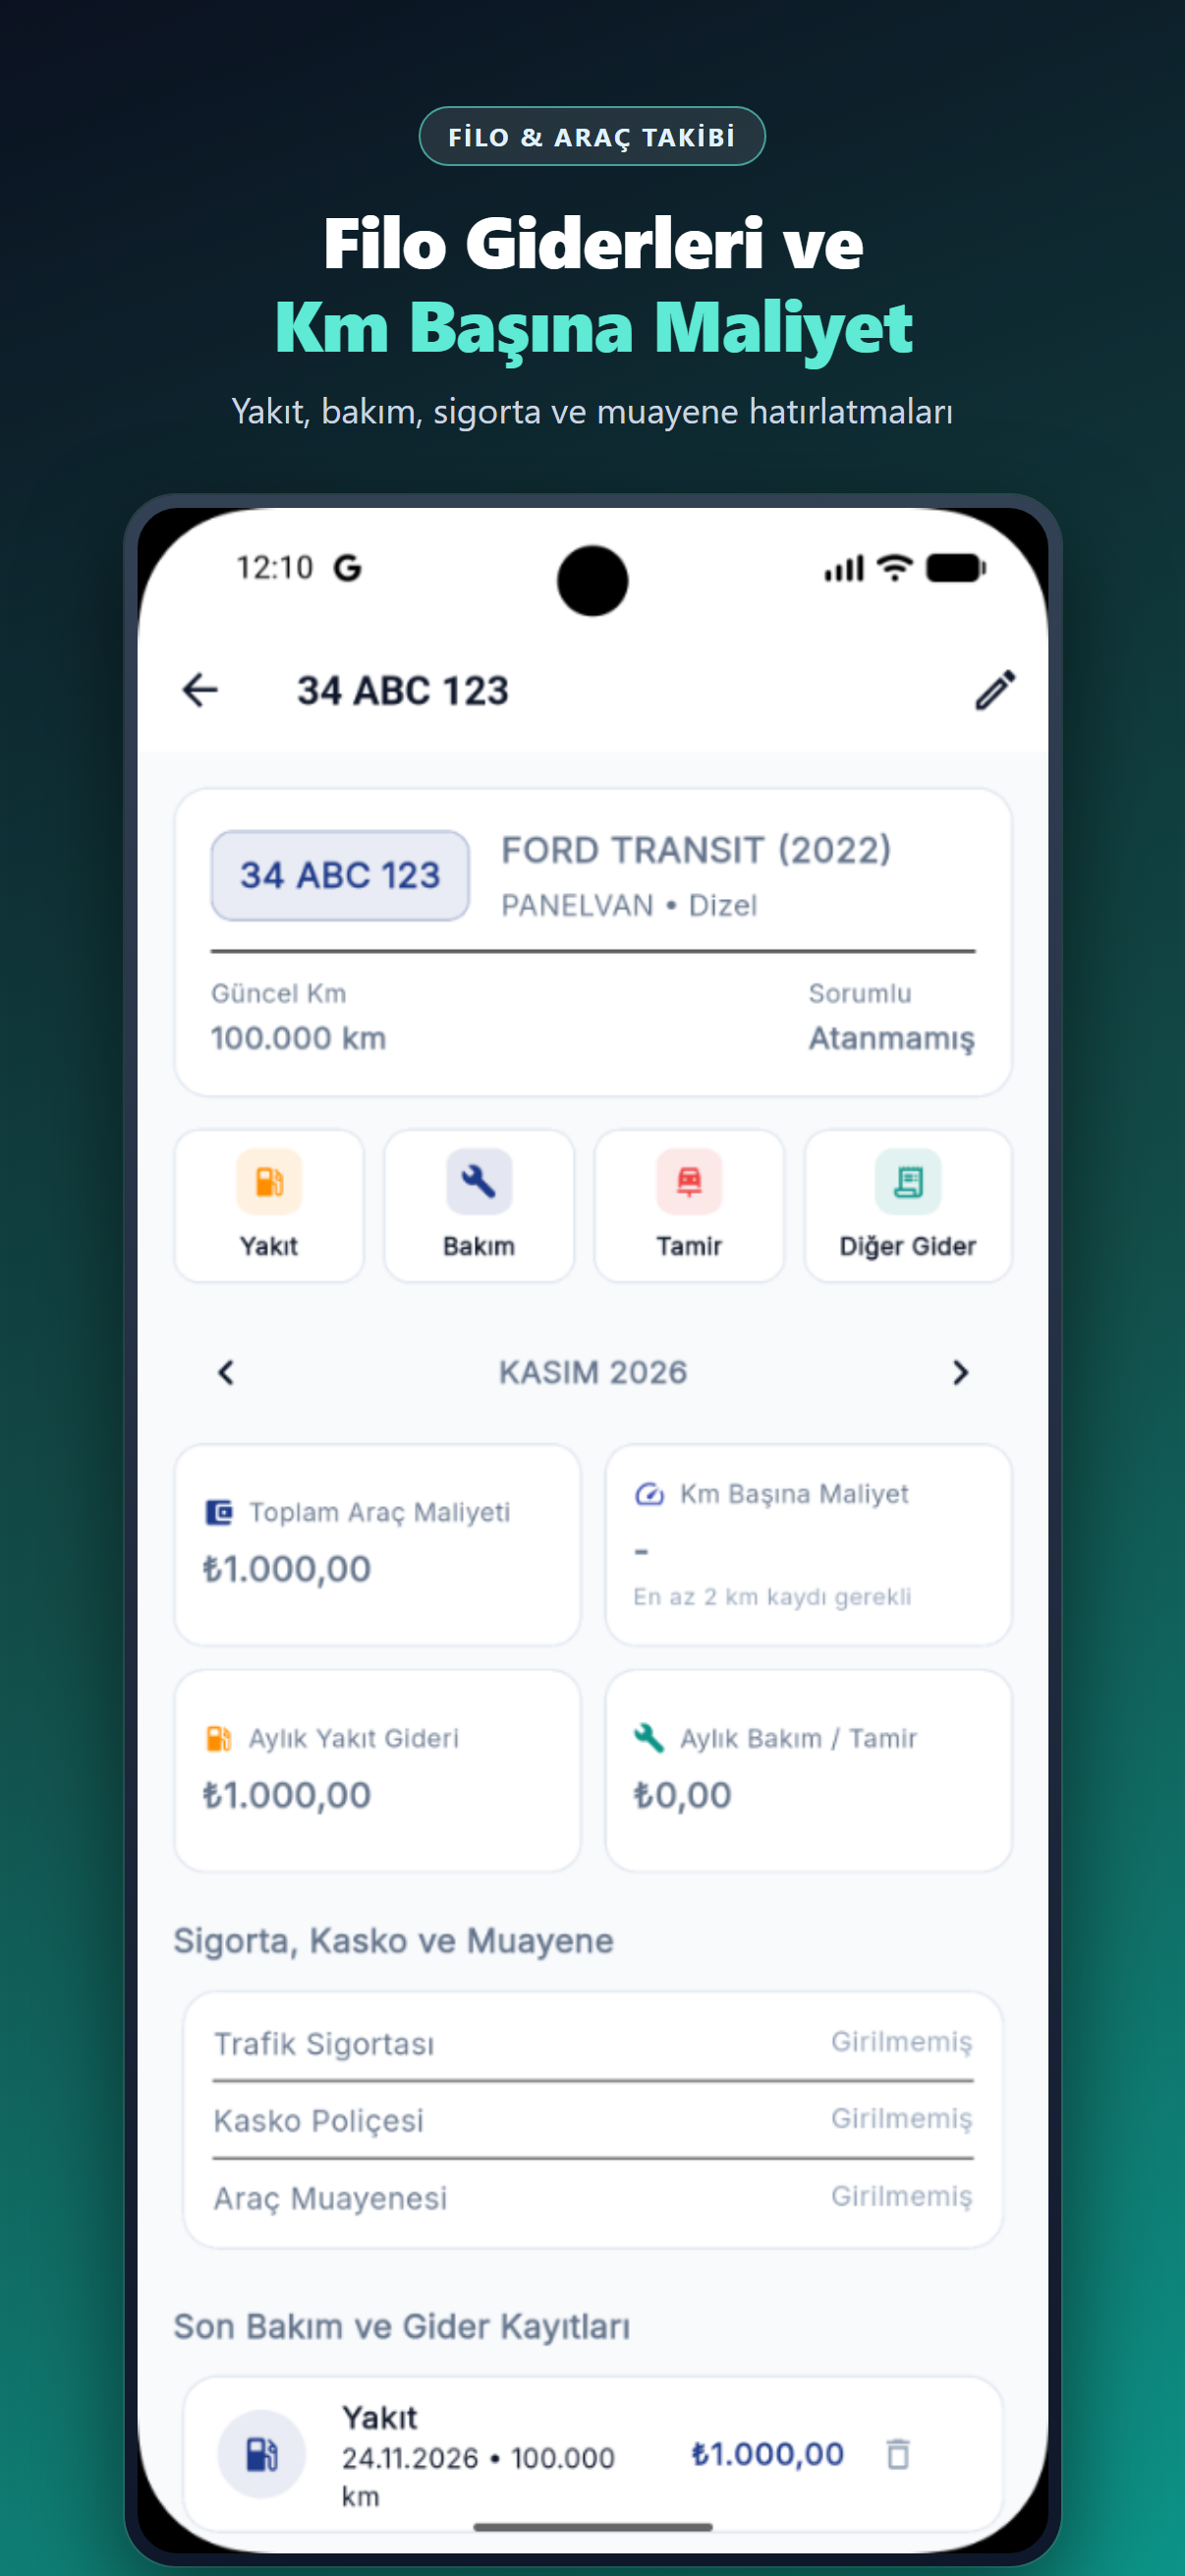 FİLO & ARAÇ TAKİBİ
Filo Giderleri ve
Km Başına Maliyet
Yakıt, bakım, sigorta ve muayene hatırlatmaları
12:10 G
34 ABC 123
34 ABC 123
FORD TRANSIT (2022)
PANELVAN • Dizel
Güncel Km
Sorumlu
100.000 km
Atanmamış
Yakıt
Bakım
Tamir
Diğer Gider
KASIM 2026
Toplam Araç Maliyeti
₺1.000,00
Km Başına Maliyet
-
En az 2 km kaydı gerekli
Aylık Yakıt Gideri
₺1.000,00
Aylık Bakım / Tamir
₺0,00
Sigorta, Kasko ve Muayene
Trafik Sigortası
Girilmemiş
Kasko Poliçesi
Girilmemiş
Araç Muayenesi
Girilmemiş
Son Bakım ve Gider Kayıtları
Yakıt
24.11.2026 • 100.000
km
₺1.000,00